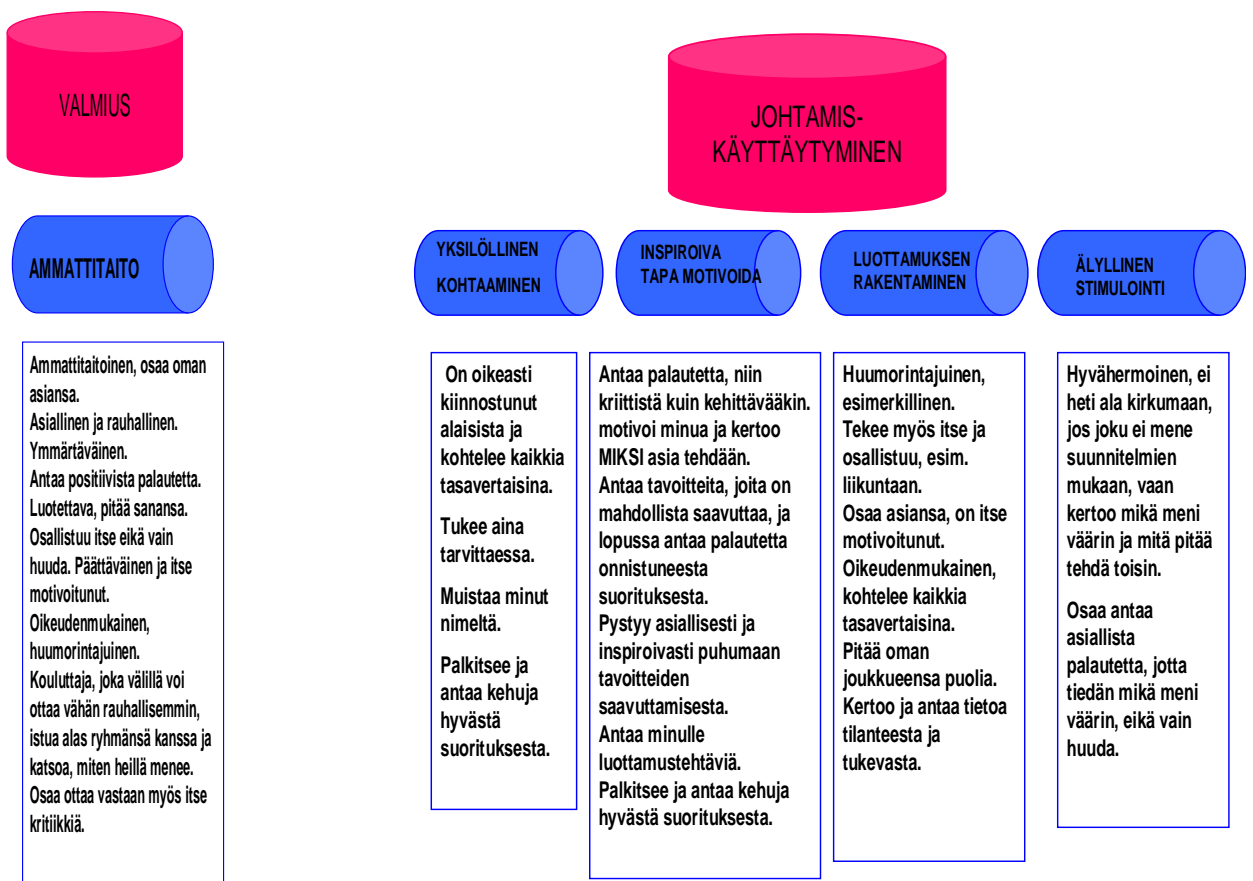 VALMIUS
JOHTAMIS-
KÄYTTÄYTYMINEN
AMMATTITAITO
YKSILÖLLINEN
KOHTAAMINEN
INSPIROIVA
TAPA MOTIVOIDA
LUOTTAMUKSEN
RAKENTAMINEN
ÄLYLLINEN
STIMULOINTI
Ammattitaitoinen, osaa oman
asiansa.
Asiallinen ja rauhallinen.
Ymmärtäväinen.
Antaa positiivista palautetta.
Luotettava, pitää sanansa.
Osallistuu itse eikä vain
huuda. Päättäväinen ja itse
motivoitunut.
Oikeudenmukainen,
huumorintajuinen.
Kouluttaja, joka välillä voi
ottaa vähän rauhallisemmin,
istua alas ryhmänsä kanssa ja
katsoa, miten heillä menee.
Osaa ottaa vastaan myös itse
kritiikkiä.
On oikeasti
kiinnostunut
alaisista ja
kohtelee kaikkia
tasavertaisina.
Tukee aina
tarvittaessa.
Muistaa minut
nimeltä.
Palkitsee ja
antaa kehuja
hyvästä
suorituksesta.
Antaa palautetta, niin
kriittistä kuin kehittävääkin.
motivoi minua ja kertoo
MIKSI asia tehdään.
Antaa tavoitteita, joita on
mahdollista saavuttaa, ja
lopussa antaa palautetta
onnistuneesta
suorituksesta.
Pystyy asiallisesti ja
inspiroivasti puhumaan
tavoitteiden
saavuttamisesta.
Antaa minulle
luottamustehtäviä.
Palkitsee ja antaa kehuja
hyvästä suorituksesta.
Huumorintajuinen,
esimerkillinen.
Tekee myös itse ja
osallistuu, esim.
liikuntaan.
Osaa asiansa, on itse
motivoitunut.
Oikeudenmukainen,
kohtelee kaikkia
tasavertaisina.
Pitää oman
joukkueensa puolia.
Kertoo ja antaa tietoa
tilanteesta ja
tukevasta.
Hyvähermoinen, ei
heti ala kirkumaan,
jos joku ei mene
suunnitelmien
mukaan, vaan
kertoo mikä meni
väärin ja mitä pitää
tehdä toisin.
Osaa antaa
asiallista
palautetta, jotta
tiedän mikä meni
väärin, eikä vain
huuda.